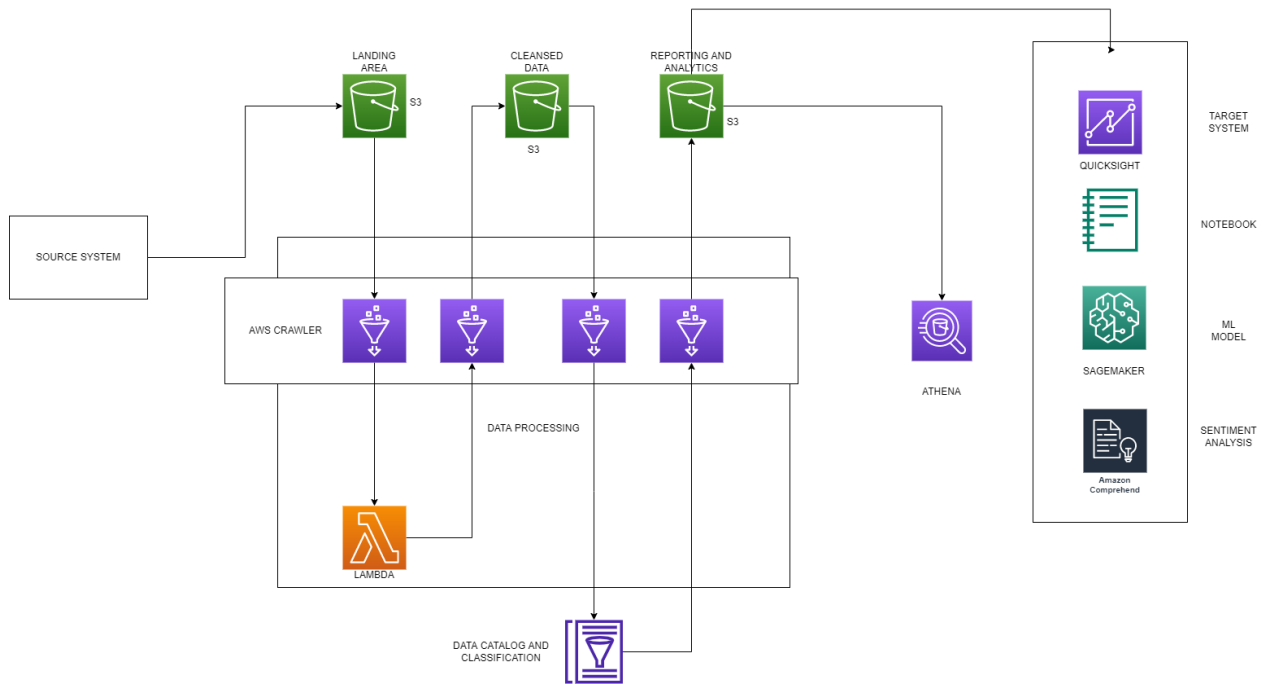 LANDING
AREA
S3
CLEANSED
DATA
S3
REPORTING AND
ANALYTICS
S3
TARGET
SYSTEM
QUICKSIGHT
NOTEBOOK
SOURCE SYSTEM
AWS CRAWLER
ML
MODEL
SAGEMAKER
ATHENA
DATA PROCESSING
SENTIMENT
ANALYSIS
Amazon
Comprehend
LAMBDA
DATA CATALOG AND
CLASSIFICATION